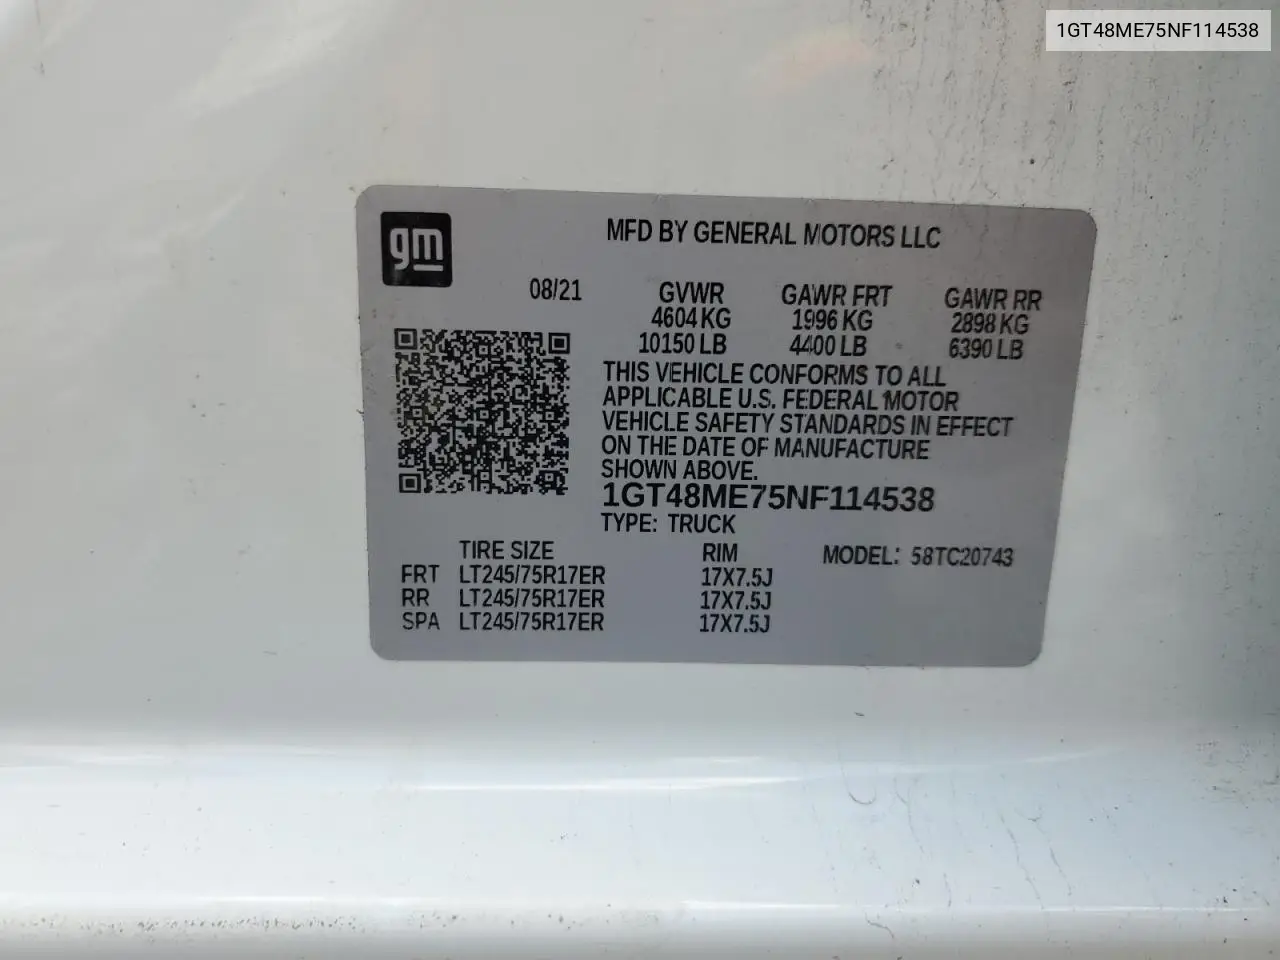 1GT48ME75NF114538
gm
MFD BY GENERAL MOTORS LLC
08/21
GVWR GAWR FRT GAWR RR
4604 KG 1996 KG 2898 KG
10150 LB 4400 LB 6390 LB
THIS VEHICLE CONFORMS TO ALL
APPLICABLE U.S. FEDERAL MOTOR
VEHICLE SAFETY STANDARDS IN EFFECT
ON THE DATE OF MANUFACTURE
SHOWN ABOVE.
1GT48ME75NF114538
TYPE: TRUCK
TIRE SIZE RIM MODEL: 58TC20743
FRT LT245/75R17ER 17X7.5J
RR LT245/75R17ER 17X7.5J
SPA LT245/75R17ER 17X7.5J